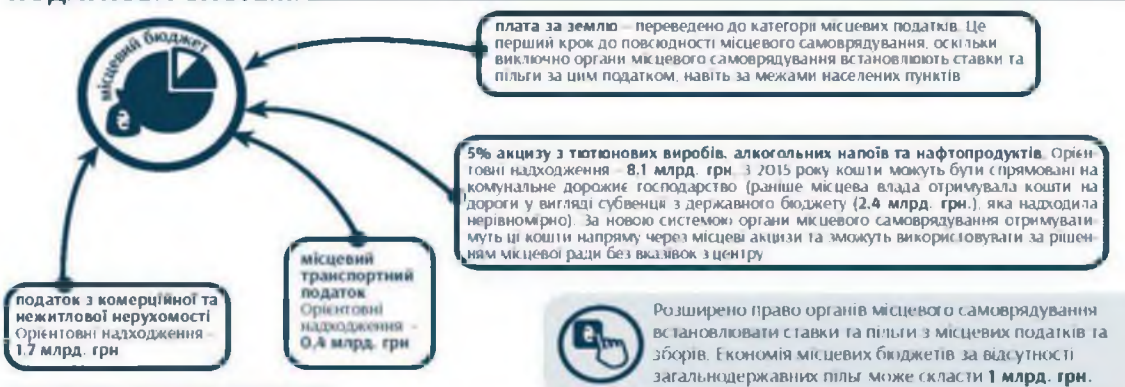 місцевий бюджет
плата за землю – переведено до категорії місцевих податків. Це
перший крок до повсюдності місцевого самоврядування, оскільки
виключно органи місцевого самоврядування встановлюють ставки та
пільги за цим податком, навіть за межами населених пунктів
5% акцизу з тютюнових виробів, алкогольних напоїв та нафтопродуктів. Орієн-
товні надходження – 8,1 млрд. грн. З 2015 року кошти можуть бути спрямовані на
комунальне дорожнє господарство (раніше місцева влада отримувала кошти на
дороги у вигляді субвенції з державного бюджету (2,4 млрд. грн.), яка надходила
нерівномірно). За новою системою органи місцевого самоврядування отримувати-
муть ці кошти напряму через місцеві акцизи та зможуть використовувати за рішен-
ням місцевої ради без вказівок з центру
місцевий
транспортний
податок
Орієнтовні
надходження –
0,4 млрд. грн
податок з комерційної та
нежитлової нерухомості
Орієнтовні надходження –
1,7 млрд. грн
Розширено право органів місцевого самоврядування
встановлювати ставки та пільги з місцевих податків та
зборів. Економія місцевих бюджетів за відсутності
загальнодержавних пільг може скласти 1 млрд. грн.